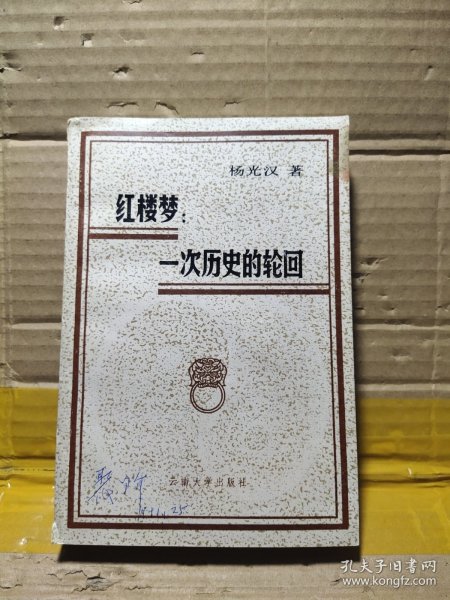 杨光汉 著
红楼梦：
一次历史的轮回
云南大学出版社
孔夫子旧书网
www.kongfz.com